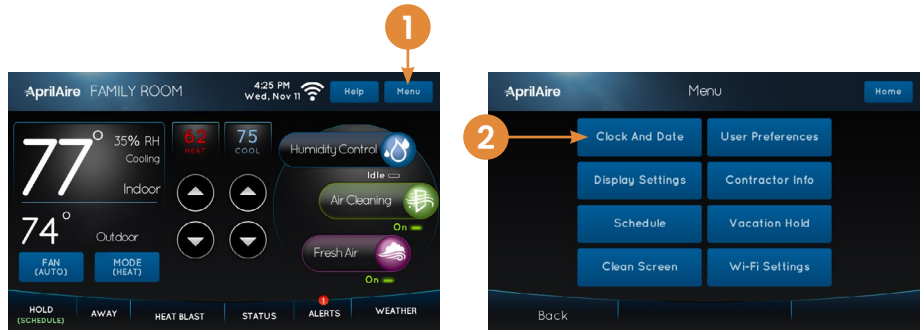 1
AprilAire FAMILY ROOM
4:25 PM
Wed, Nov 11
Help
Menu
77°
35% RH
Cooling
Indoor
74°
Outdoor
62
HEAT
75
COOL
Humidity Control
Idle
Air Cleaning
On
Fresh Air
On
FAN
(AUTO)
MODE
(HEAT)
HOLD
(SCHEDULE)
AWAY
HEAT BLAST
STATUS
1
ALERTS
WEATHER
AprilAire
Menu
Home
2
Clock And Date
User Preferences
Display Settings
Contractor Info
Schedule
Vacation Hold
Clean Screen
Wi-Fi Settings
Back